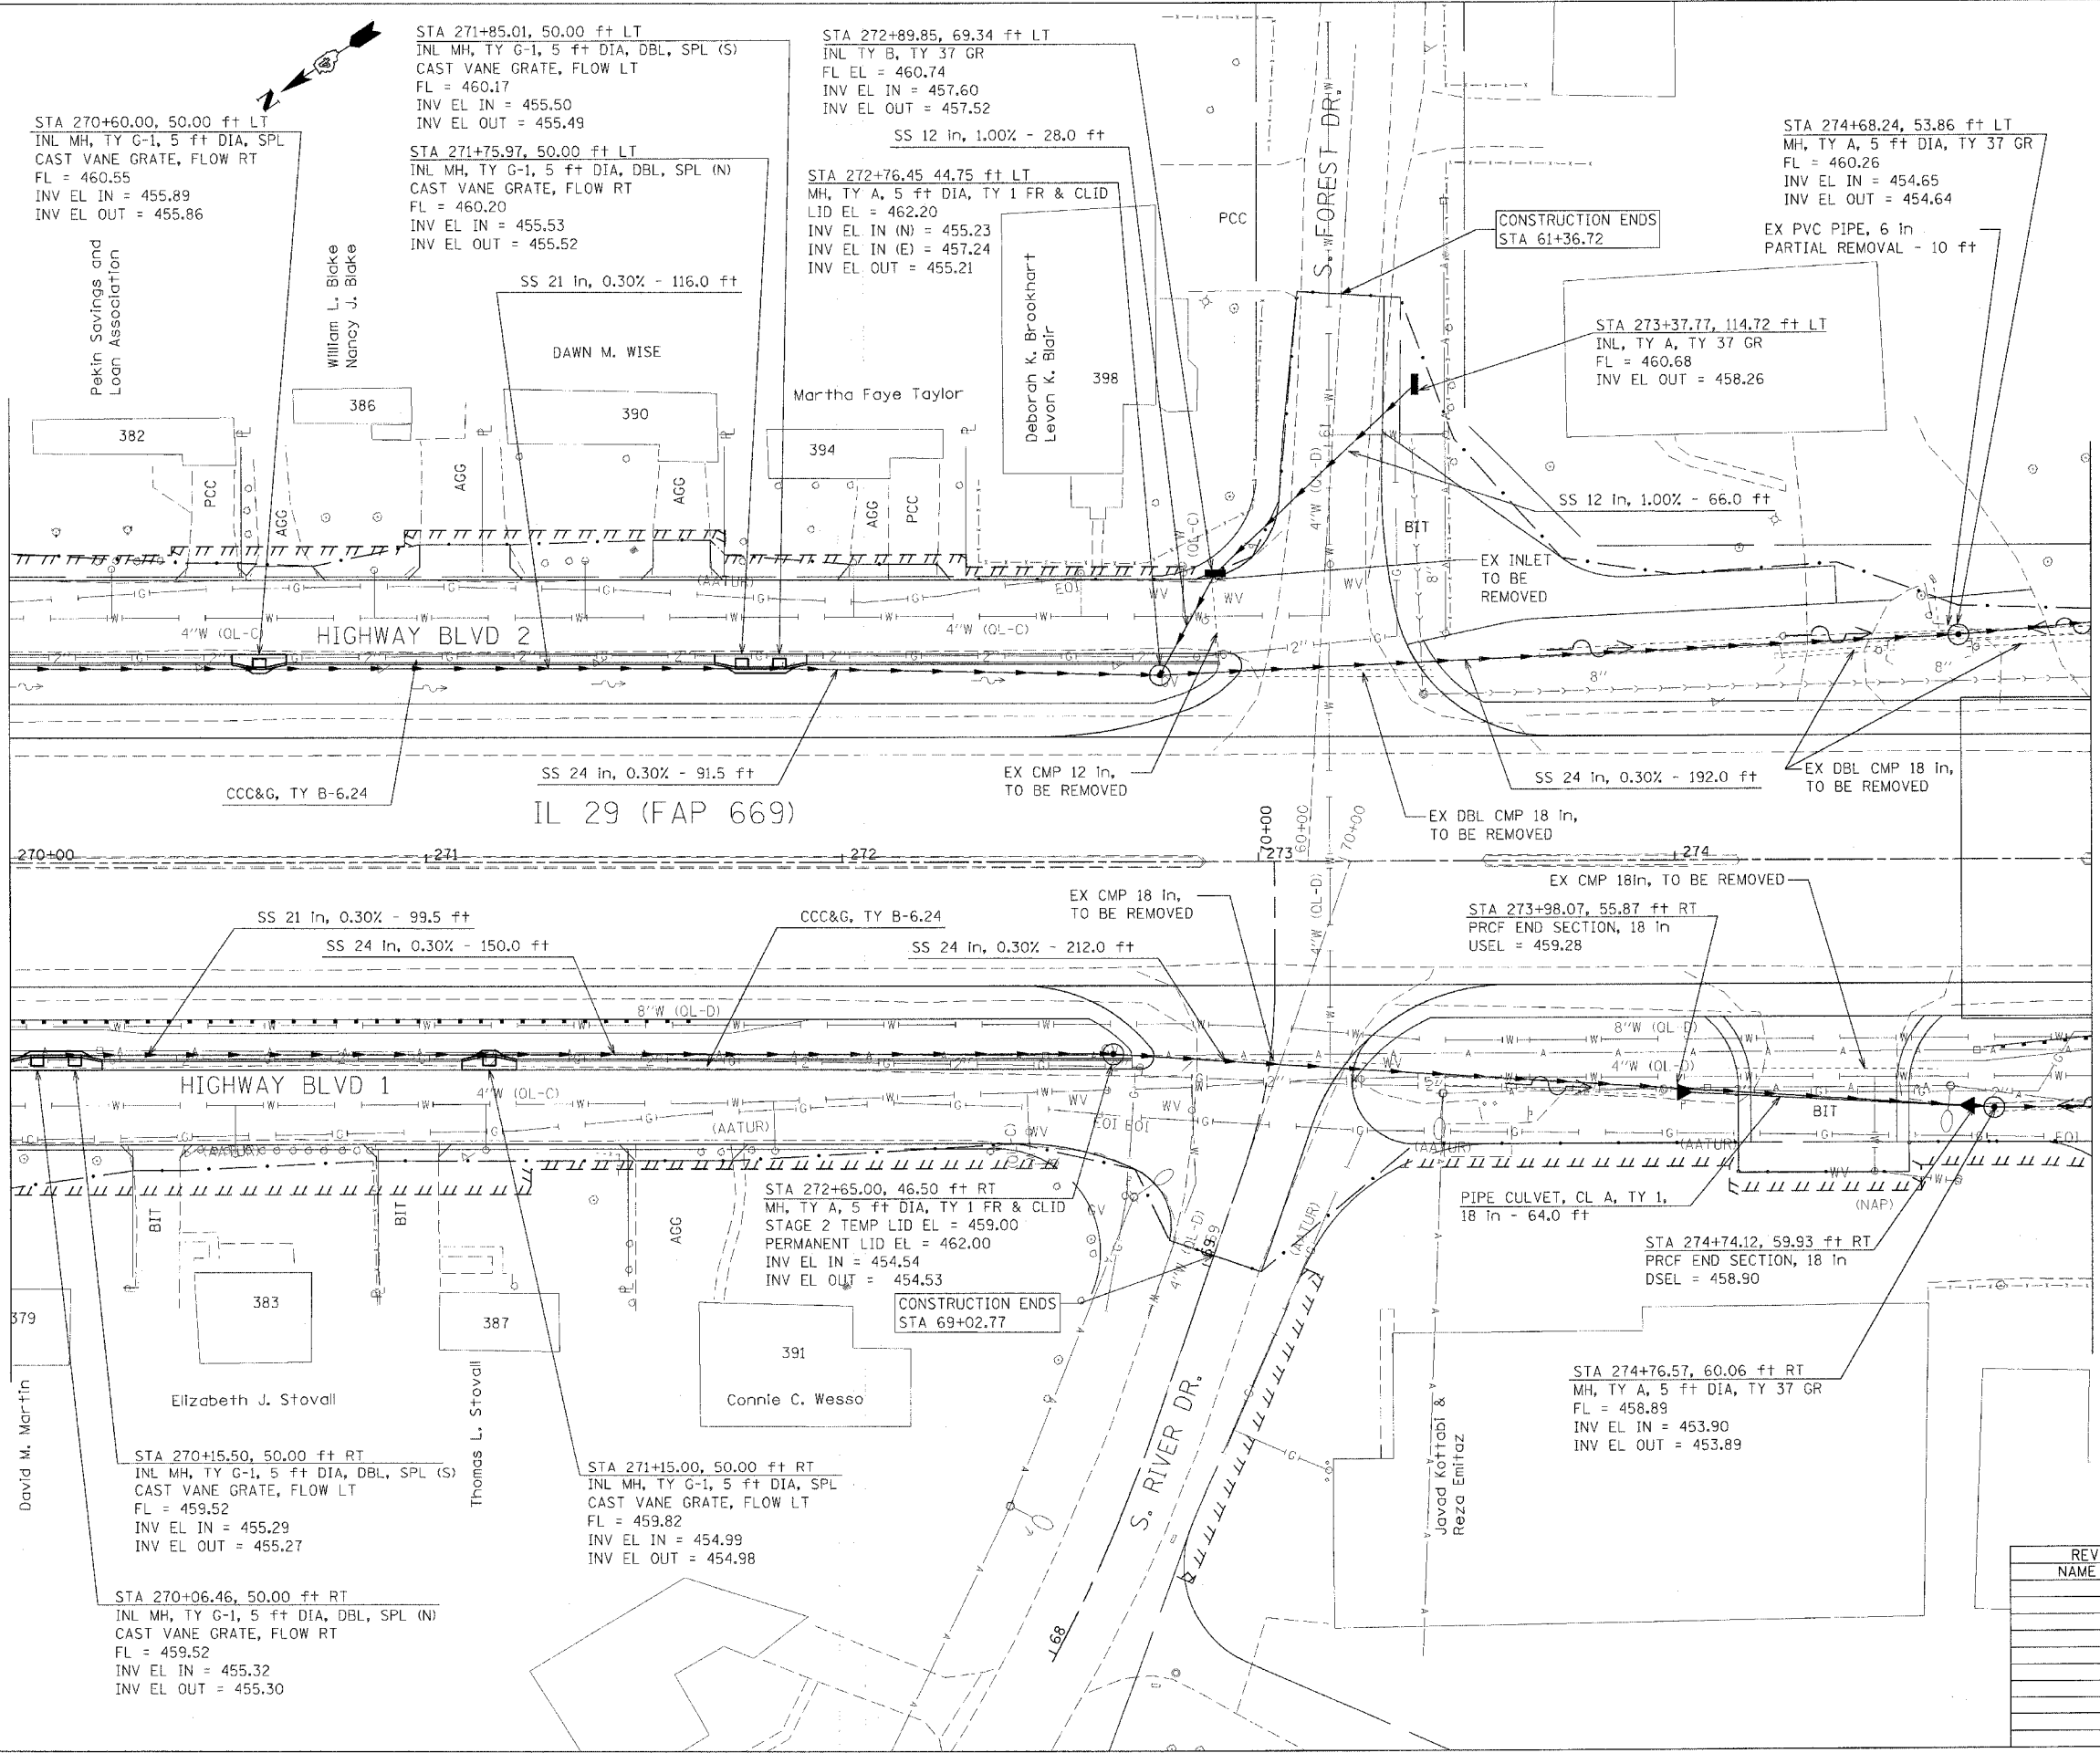 STA 270+60.00, 50.00 ft LT
INL MH, TY G-1, 5 ft DIA, SPL
CAST VANE GRATE, FLOW RT
FL = 460.55
INV EL IN = 455.89
INV EL OUT = 455.86
N
STA 271+85.01, 50.00 ft LT
INL MH, TY G-1, 5 ft DIA, DBL, SPL (S)
CAST VANE GRATE, FLOW LT
FL = 460.17
INV EL IN = 455.50
INV EL OUT = 455.49
STA 271+75.97, 50.00 ft LT
INL MH, TY G-1, 5 ft DIA, DBL, SPL (N)
CAST VANE GRATE, FLOW RT
FL = 460.20
INV EL IN = 455.53
INV EL OUT = 455.52
SS 21 in, 0.30% - 116.0 ft
STA 272+89.85, 69.34 ft LT
INL TY B, TY 37 GR
FL EL = 460.74
INV EL IN = 457.60
INV EL OUT = 457.52
SS 12 in, 1.00% - 28.0 ft
STA 272+76.45 44.75 ft LT
MH, TY A, 5 ft DIA, TY 1 FR & CLID
LID EL = 462.20
INV EL IN (N) = 455.23
INV EL IN (E) = 457.24
INV EL OUT = 455.21
PCC
S. FOREST DR.
CONSTRUCTION ENDS
STA 61+36.72
STA 274+68.24, 53.86 ft LT
MH, TY A, 5 ft DIA, TY 37 GR
FL = 460.26
INV EL IN = 454.65
INV EL OUT = 454.64
EX PVC PIPE, 6 in
PARTIAL REMOVAL - 10 ft
STA 273+37.77, 114.72 ft LT
INL, TY A, TY 37 GR
FL = 460.68
INV EL OUT = 458.26
SS 12 in, 1.00% - 66.0 ft
Pekin Savings and
Loan Association
William L. Blake
Nancy J. Blake
DAWN M. WISE
Martha Faye Taylor
Deborah K. Brookhart
Levon K. Blair
382
386
390
394
398
PCC
AGG
AGG
AGG
AGG
PCC
BIT
EX INLET
TO BE
REMOVED
4"W (QL-C)
HIGHWAY BLVD 2
4"W (QL-C)
4"W (QL-D)
8"
8"
8"
CCC&G, TY B-6.24
SS 24 in, 0.30% - 91.5 ft
EX CMP 12 in,
TO BE REMOVED
SS 24 in, 0.30% - 192.0 ft
EX DBL CMP 18 in,
TO BE REMOVED
EX DBL CMP 18 in,
TO BE REMOVED
IL 29 (FAP 669)
270+00
271
272
273
274
70+00
60+00
70+00
SS 21 in, 0.30% - 99.5 ft
SS 24 in, 0.30% - 150.0 ft
CCC&G, TY B-6.24
SS 24 in, 0.30% - 212.0 ft
EX CMP 18 in,
TO BE REMOVED
EX CMP 18in, TO BE REMOVED
STA 273+98.07, 55.87 ft RT
PRCF END SECTION, 18 in
USEL = 459.28
4"W (QL-D)
8"W (QL-D)
8"W (QL-D)
4"W (QL-D)
HIGHWAY BLVD 1
4"W (QL-C)
(AATUR)
BIT
(NAP)
BIT
BIT
AGG
STA 272+65.00, 46.50 ft RT
MH, TY A, 5 ft DIA, TY 1 FR & CLID
STAGE 2 TEMP LID EL = 459.00
PERMANENT LID EL = 462.00
INV EL IN = 454.54
INV EL OUT = 454.53
CONSTRUCTION ENDS
STA 69+02.77
PIPE CULVET, CL A, TY 1,
18 in - 64.0 ft
STA 274+74.12, 59.93 ft RT
PRCF END SECTION, 18 in
DSEL = 458.90
STA 274+76.57, 60.06 ft RT
MH, TY A, 5 ft DIA, TY 37 GR
FL = 458.89
INV EL IN = 453.90
INV EL OUT = 453.89
379
383
387
391
David M. Martin
Elizabeth J. Stovall
Thomas L. Stovall
Connie C. Wesso
S. RIVER DR.
Javad Kottabi &
Reza Emitaz
68
STA 270+15.50, 50.00 ft RT
INL MH, TY G-1, 5 ft DIA, DBL, SPL (S)
CAST VANE GRATE, FLOW LT
FL = 459.52
INV EL IN = 455.29
INV EL OUT = 455.27
STA 271+15.00, 50.00 ft RT
INL MH, TY G-1, 5 ft DIA, SPL
CAST VANE GRATE, FLOW LT
FL = 459.82
INV EL IN = 454.99
INV EL OUT = 454.98
STA 270+06.46, 50.00 ft RT
INL MH, TY G-1, 5 ft DIA, DBL, SPL (N)
CAST VANE GRATE, FLOW RT
FL = 459.52
INV EL IN = 455.32
INV EL OUT = 455.30
REV
NAME